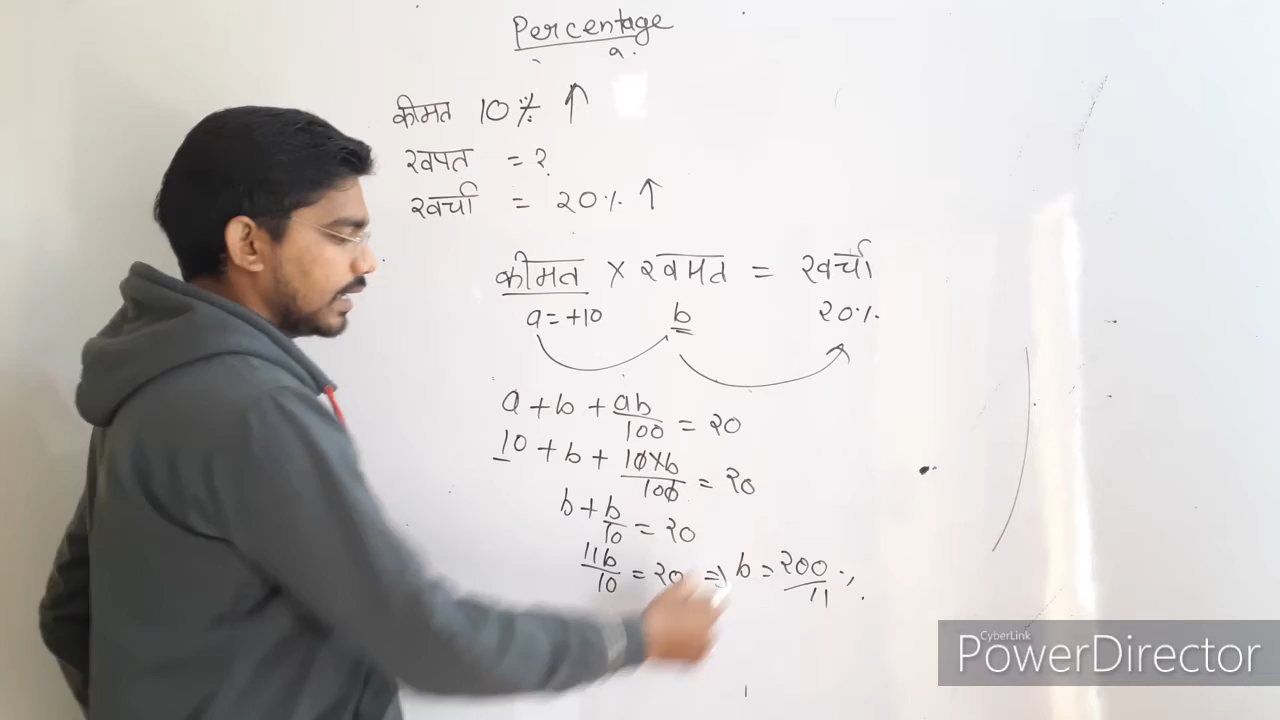 Percentage
a.
कीमत 10% ↑
खपत = ?
खर्चा = 20% ↑
कीमत × खपत = खर्चा
a = +10 b 20%
a + b + ab/100 = 20
10 + b + 10×b/100 = 20
b + b/10 = 20
11b/10 = 20 ⇒ b = 200/11 %.
CyberLink
PowerDirector